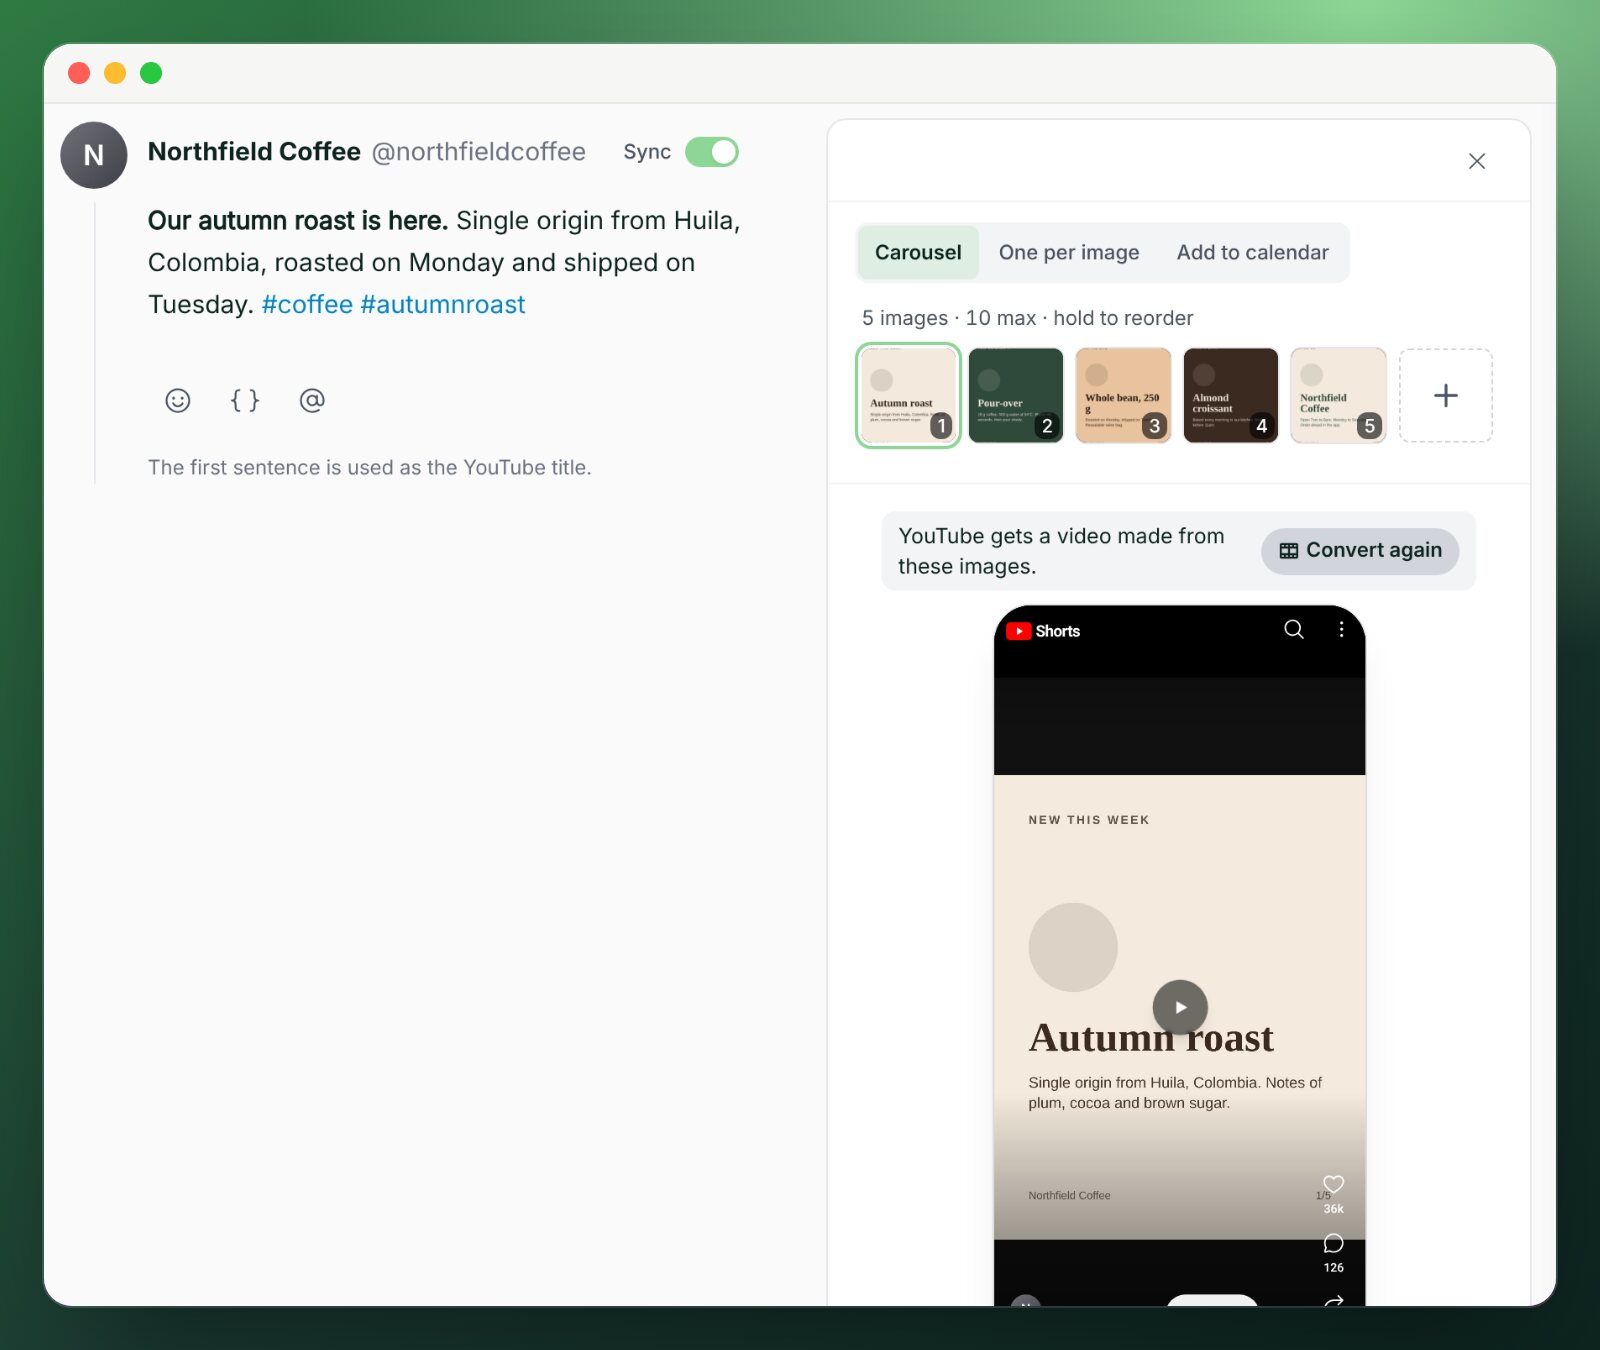 N
Northfield Coffee @northfieldcoffee Sync
Our autumn roast is here. Single origin from Huila,
Colombia, roasted on Monday and shipped on
Tuesday. #coffee #autumnroast
{ } @
The first sentence is used as the YouTube title.
Carousel One per image Add to calendar
5 images · 10 max · hold to reorder
Autumn roast
1
Pour-over
2
Whole bean, 250
g
3
Almond
croissant
4
Northfield
Coffee
5
YouTube gets a video made from
these images.
Convert again
Shorts
NEW THIS WEEK
Autumn roast
Single origin from Huila, Colombia. Notes of
plum, cocoa and brown sugar.
Northfield Coffee 1/5
36k
126